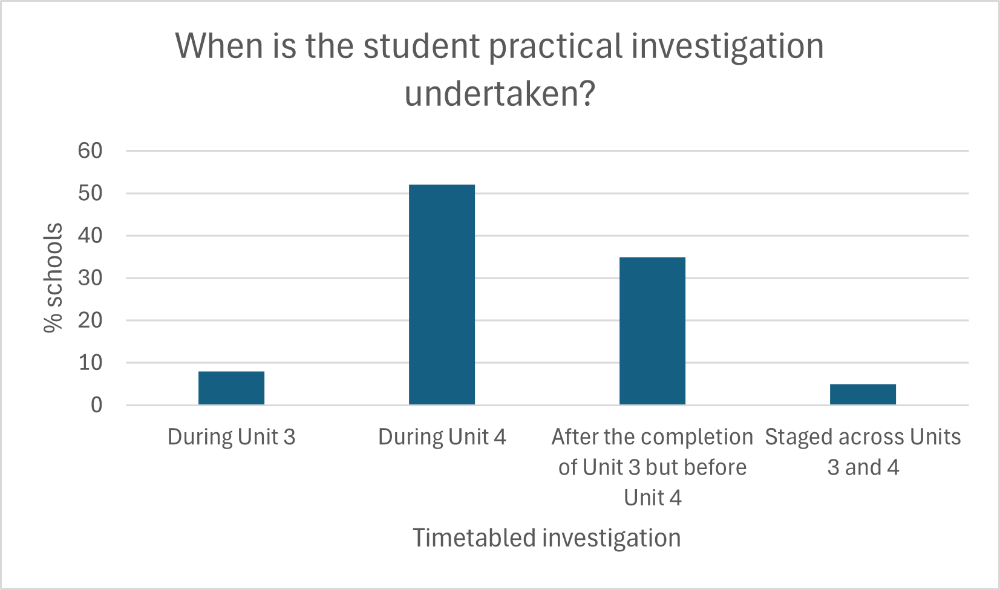 When is the student practical investigation
undertaken?
60
50
40
30
20
10
0
% schools
During Unit 3
During Unit 4
After the completion
of Unit 3 but before
Unit 4
Staged across Units
3 and 4
Timetabled investigation